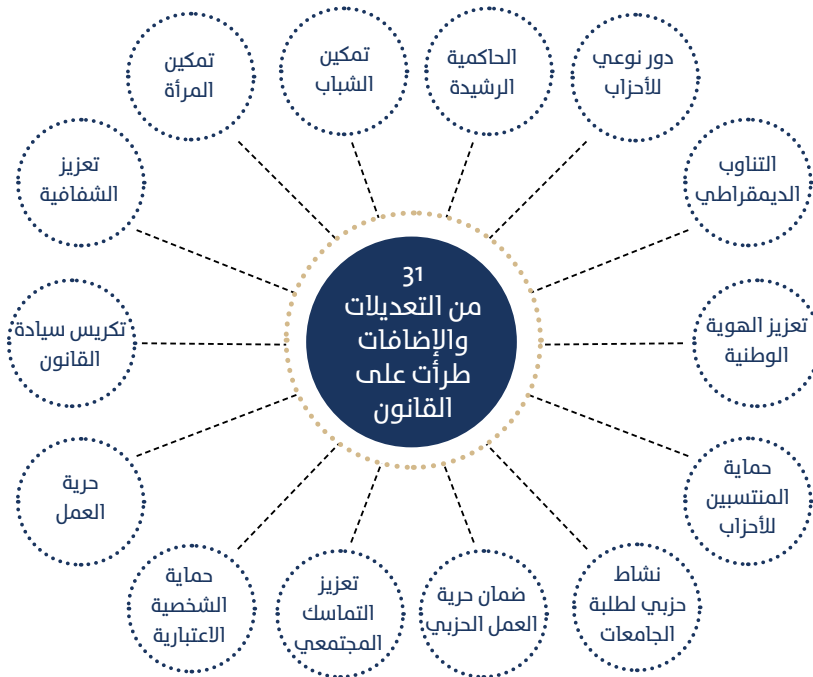 دور نوعي
للأحزاب
الحاكمية
الرشيدة
تمكين
الشباب
تمكين
المرأة
التناوب
الديمقراطي
تعزيز
الشفافية
31
من التعديلات
والإضافات
طرأت على
القانون
تعزيز الهوية
الوطنية
تكريس سيادة
القانون
حماية
المنتسبين
للأحزاب
حرية
العمل
نشاط
حزبي لطلبة
الجامعات
ضمان حرية
العمل الحزبي
تعزيز
التماسك
المجتمعي
حماية
الشخصية
الاعتبارية